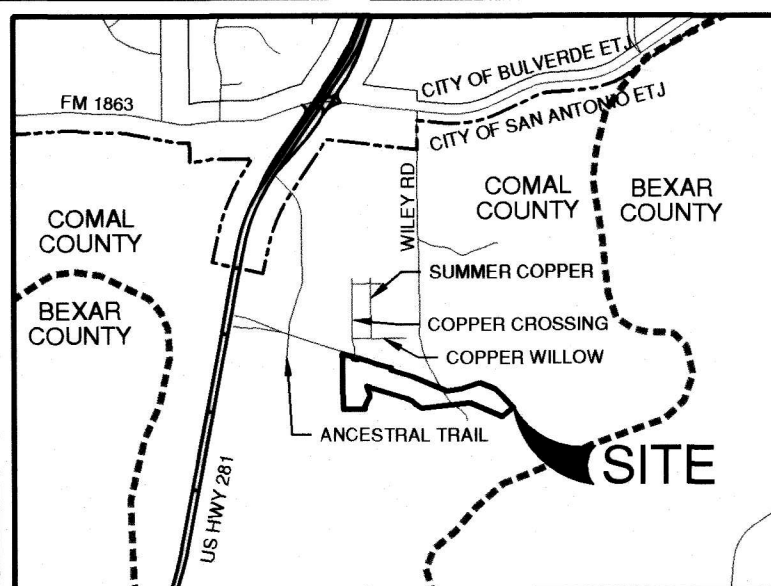 CITY OF BULVERDE ETJ
FM 1863
CITY OF SAN ANTONIO ETJ
WILEY RD
COMAL
COUNTY
BEXAR
COUNTY
COMAL
COUNTY
SUMMER COPPER
BEXAR
COUNTY
COPPER CROSSING
COPPER WILLOW
ANCESTRAL TRAIL
SITE
US HWY 281